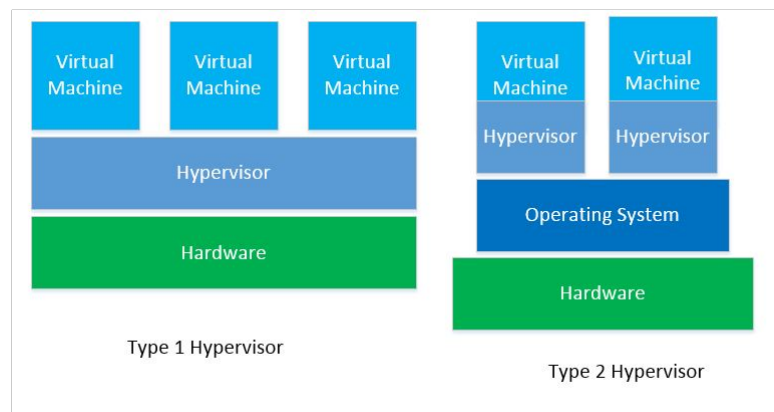 Virtual
Machine
Virtual
Machine
Virtual
Machine
Hypervisor
Hardware
Type 1 Hypervisor
Virtual
Machine
Virtual
Machine
Hypervisor
Hypervisor
Operating System
Hardware
Type 2 Hypervisor